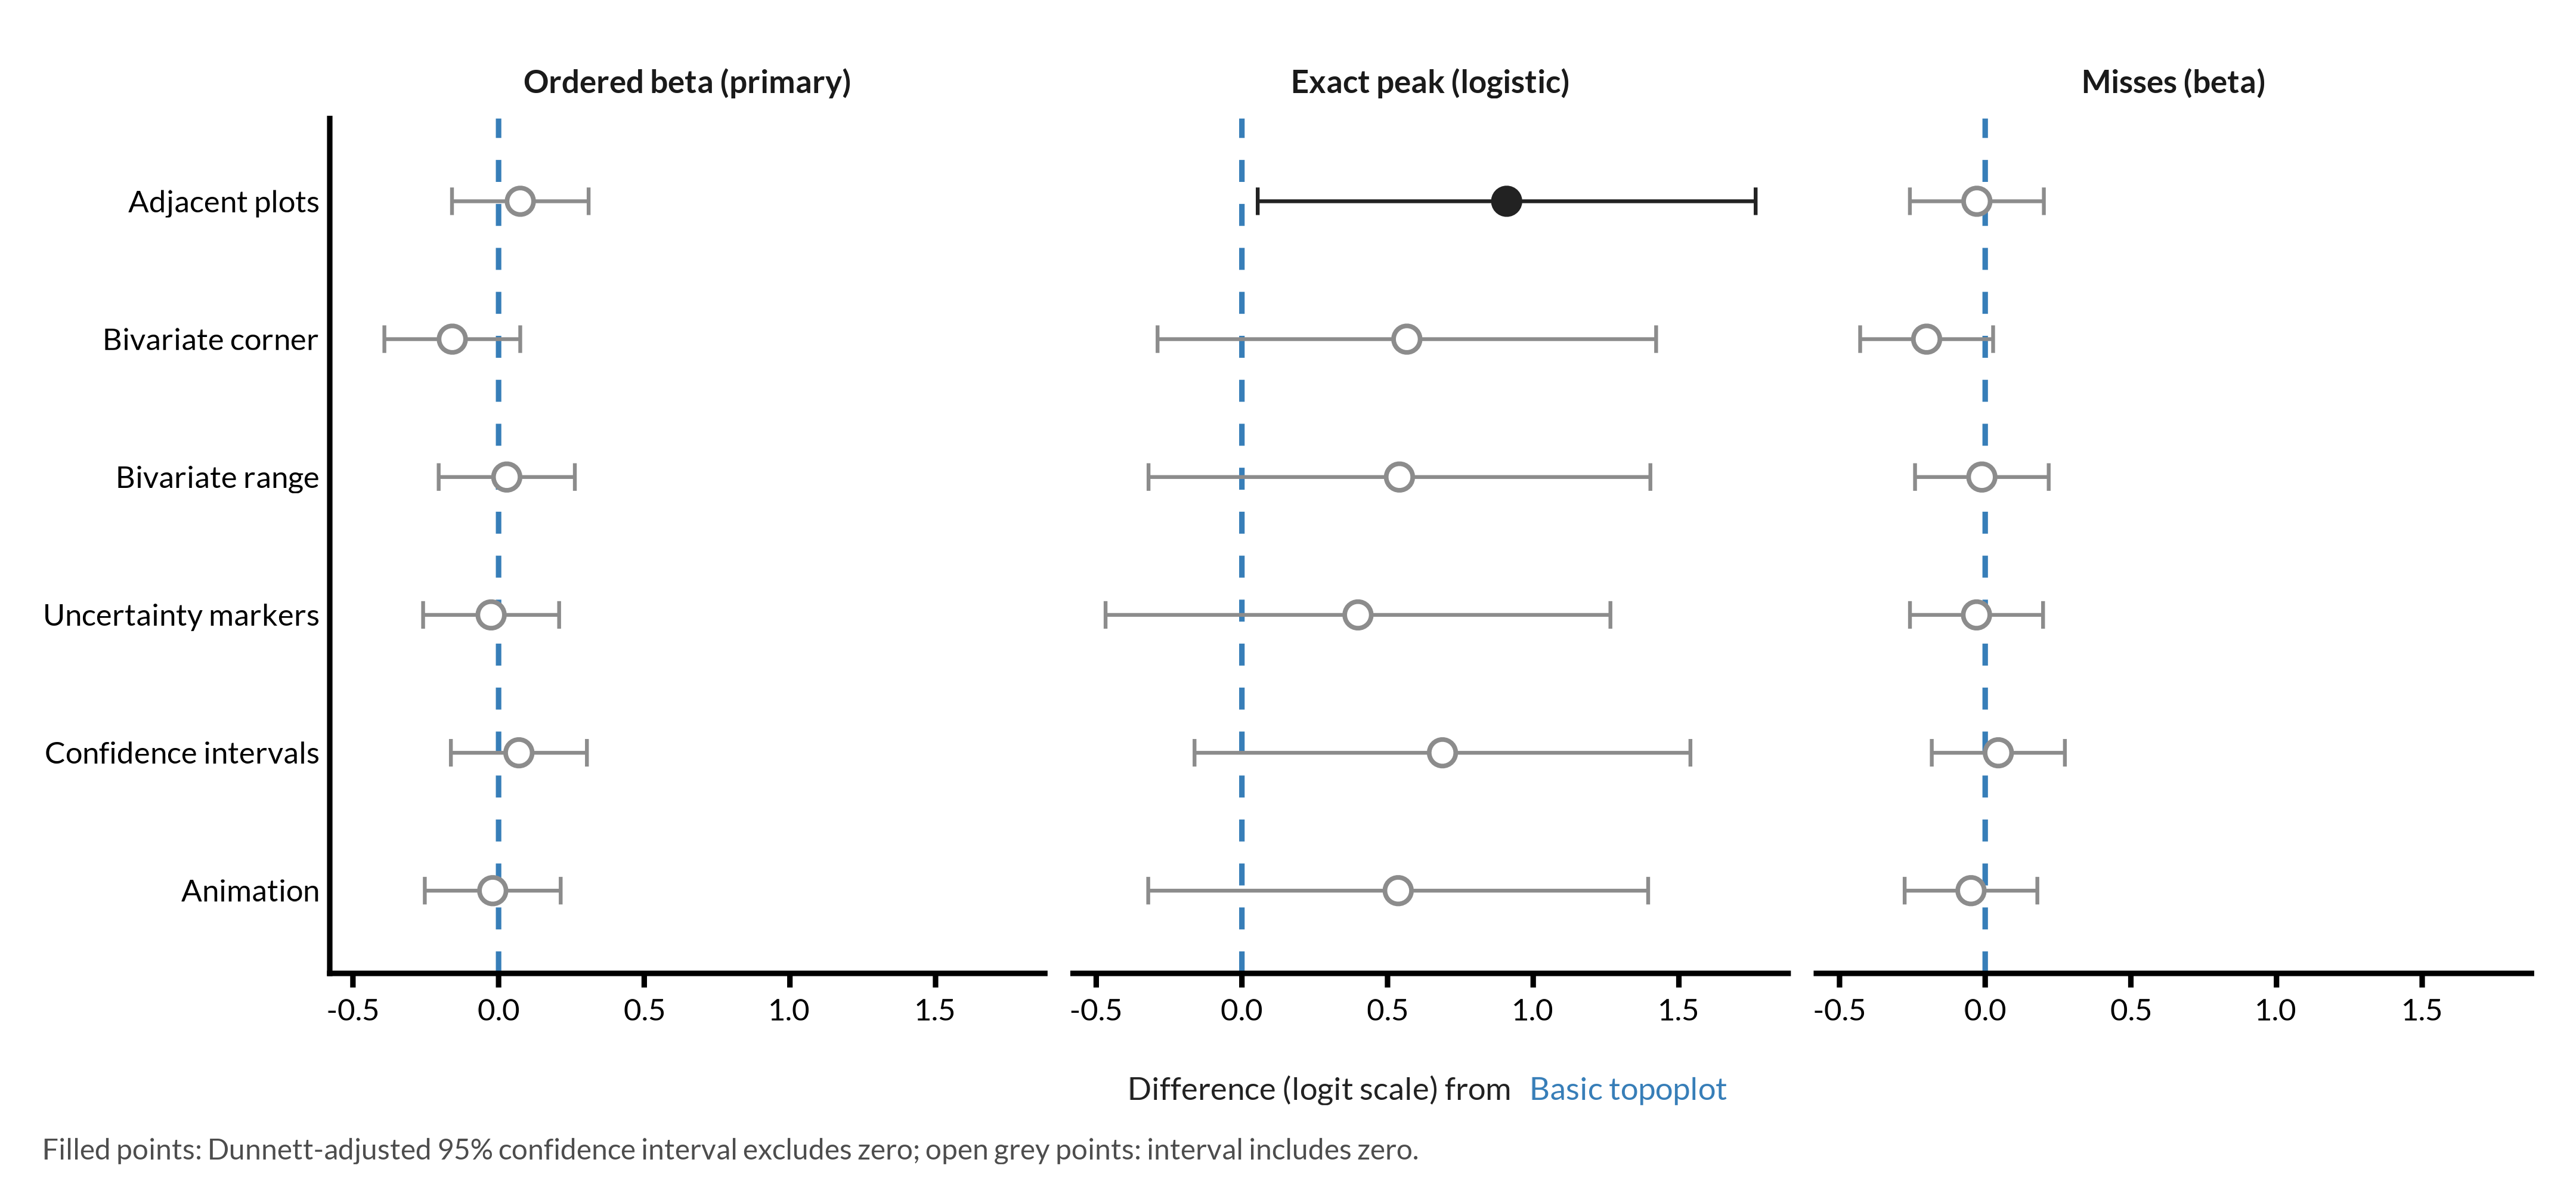 Ordered beta (primary)
Exact peak (logistic)
Misses (beta)
Adjacent plots
Bivariate corner
Bivariate range
Uncertainty markers
Confidence intervals
Animation
-0.5 0.0 0.5 1.0 1.5
-0.5 0.0 0.5 1.0 1.5
-0.5 0.0 0.5 1.0 1.5
Difference (logit scale) from Basic topoplot
Filled points: Dunnett-adjusted 95% confidence interval excludes zero; open grey points: interval includes zero.